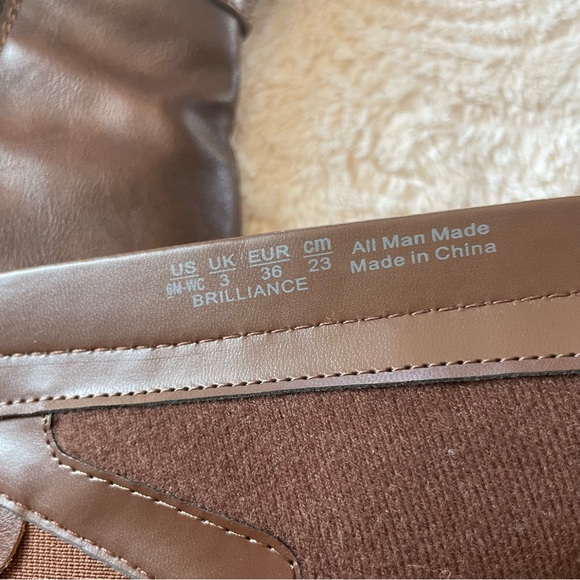 US UK EUR cm All Man Made
6M-WC 3 36 23 Made in China
BRILLIANCE